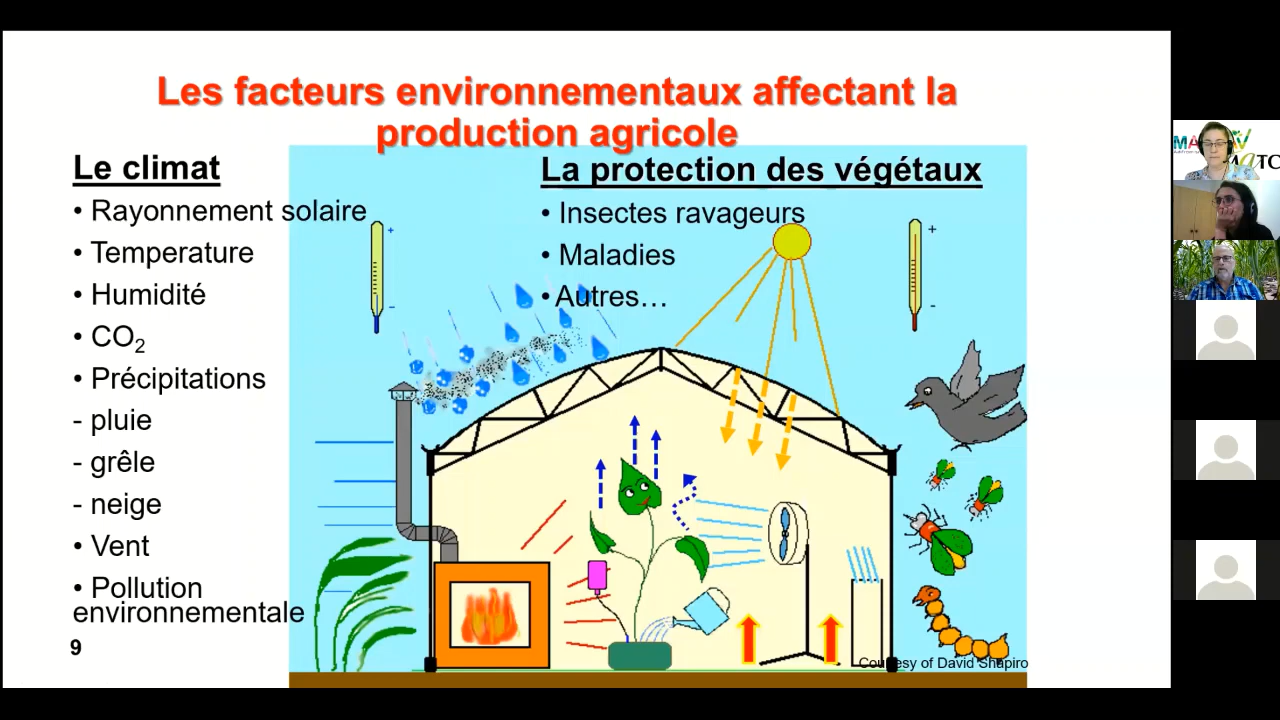 Les facteurs environnementaux affectant la
production agricole
Le climat
• Rayonnement solaire
• Temperature
• Humidité
• CO₂
• Précipitations
- pluie
- grêle
- neige
• Vent
• Pollution
environnementale
La protection des végétaux
• Insectes ravageurs
• Maladies
• Autres…
+
-
+
-
9
Courtesy of David Shapiro